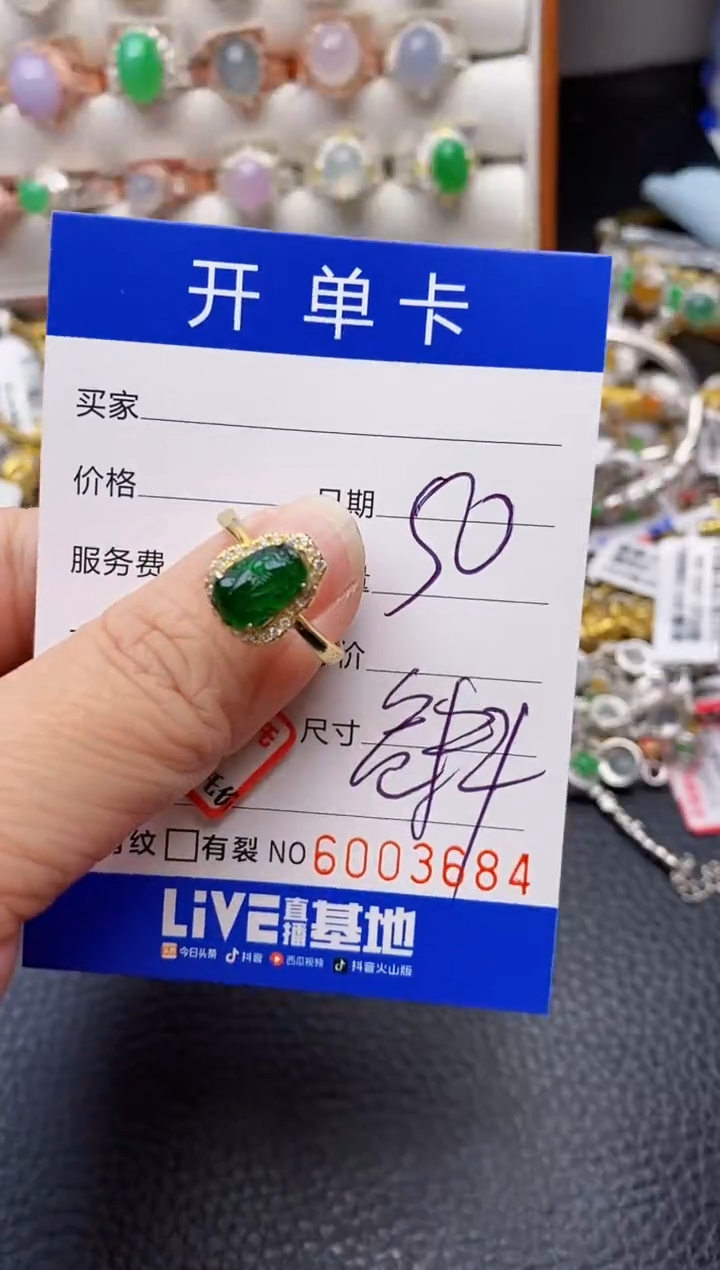 开单卡
买家
价格 日期 50
服务费
价
尺寸
纹 有裂 NO 6003684
LiVE直播基地
今日头条 抖音 西瓜视频 抖音火山版